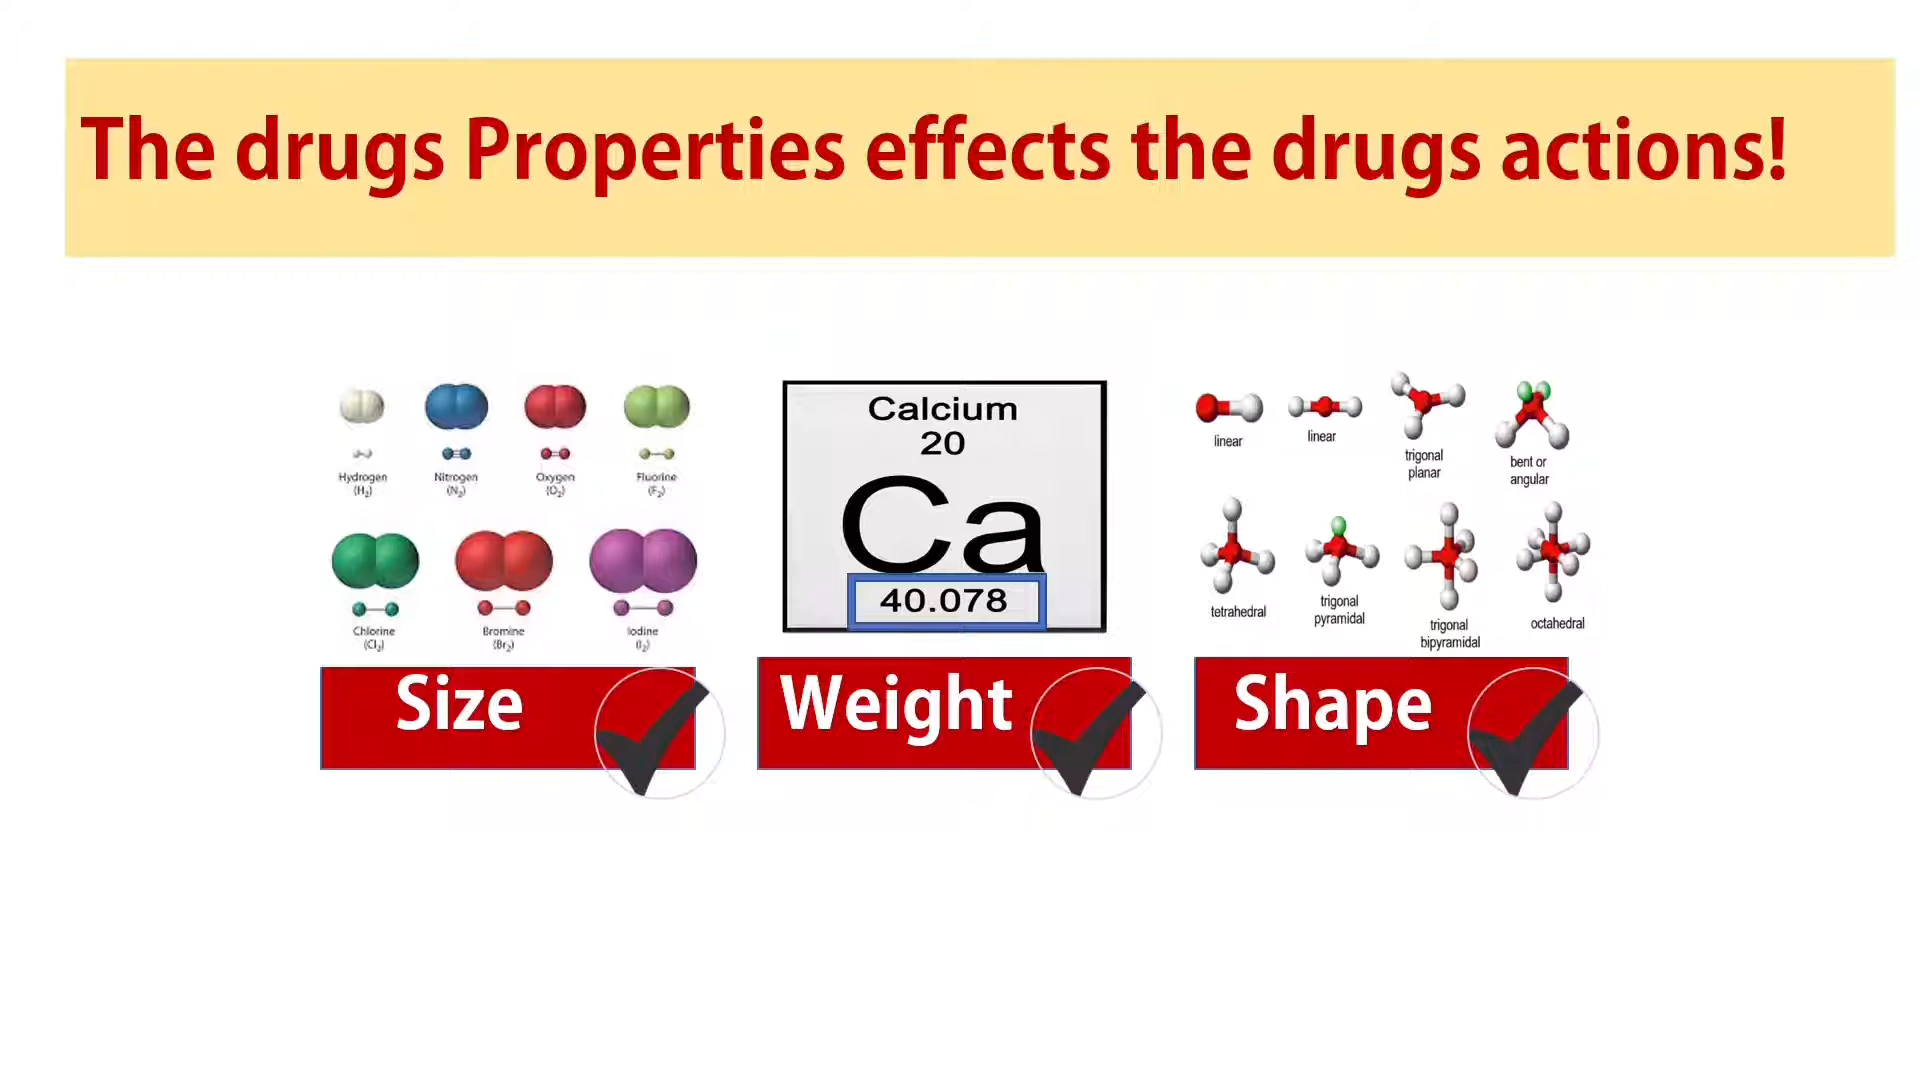 The drugs Properties effects the drugs actions!
Hydrogen
(H₂)
Nitrogen
(N₂)
Oxygen
(O₂)
Fluorine
(F₂)
Chlorine
(Cl₂)
Bromine
(Br₂)
Iodine
(I₂)
Size
Calcium
20
Ca
40.078
Weight
linear
linear
trigonal
planar
bent or
angular
tetrahedral
trigonal
pyramidal
trigonal
bipyramidal
octahedral
Shape